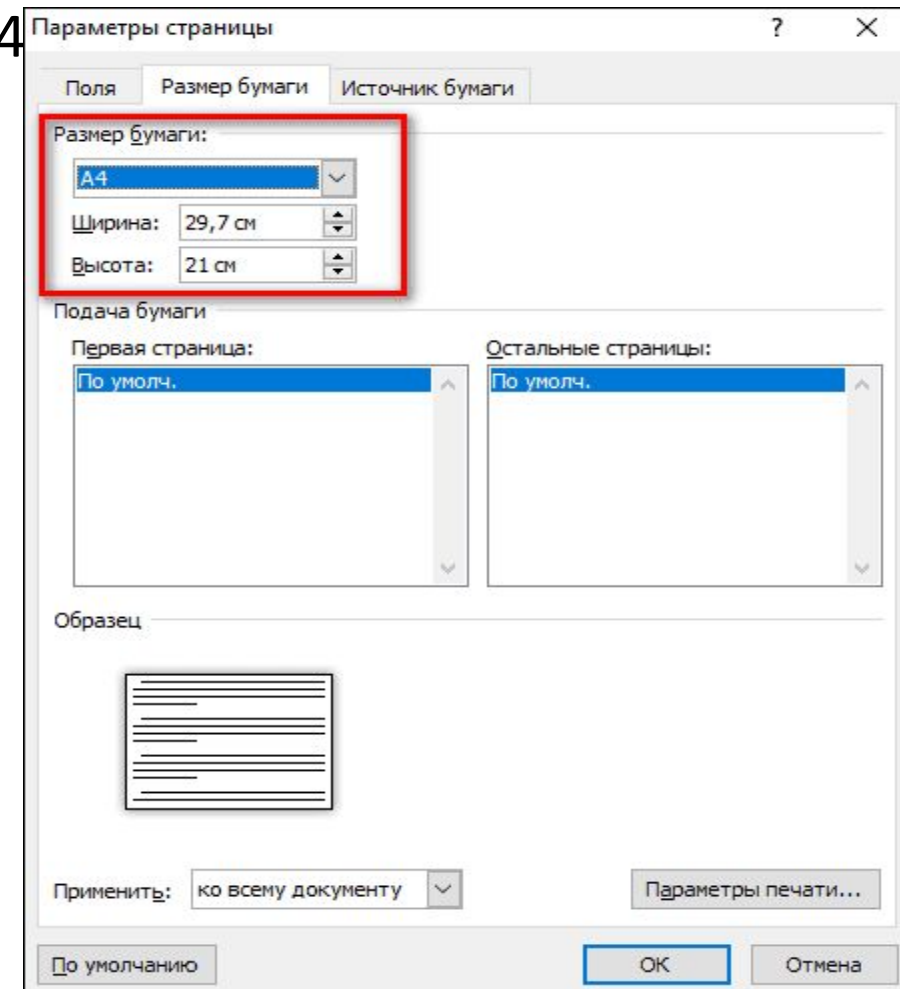 4
Параметры страницы ?
Поля Размер бумаги Источник бумаги
Размер бумаги:
A4
Ширина: 29,7 см
Высота: 21 см
Подача бумаги
Первая страница: Остальные страницы:
По умолч. По умолч.
Образец
Применить: ко всему документу Параметры печати...
По умолчанию ОК Отмена